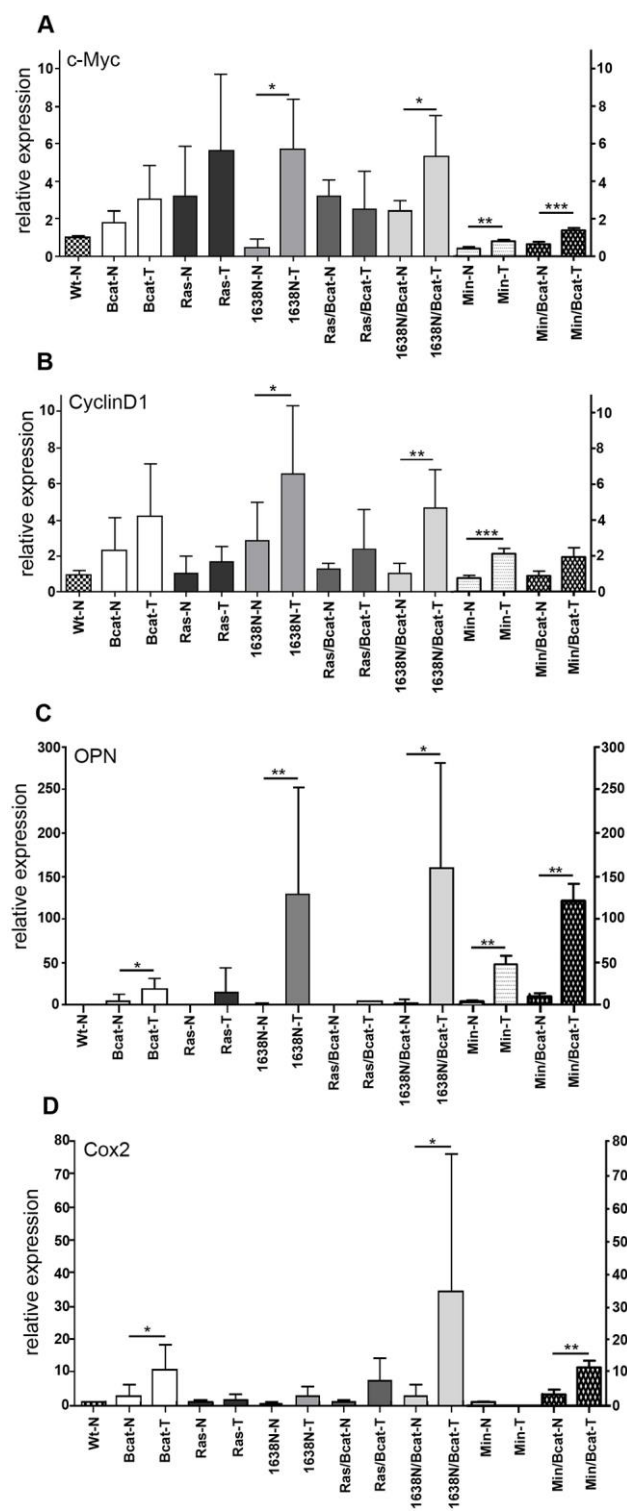 A
c-Myc
relative expression
10
8
6
4
2
0
10
8
6
4
2
0
*
*
**
***
Wt-N
Bcat-N
Bcat-T
Ras-N
Ras-T
1638N-N
1638N-T
Ras/Bcat-N
Ras/Bcat-T
1638N/Bcat-N
1638N/Bcat-T
Min-N
Min-T
Min/Bcat-N
Min/Bcat-T
B
CyclinD1
relative expression
10
8
6
4
2
0
10
8
6
4
2
0
*
**
***
Wt-N
Bcat-N
Bcat-T
Ras-N
Ras-T
1638N-N
1638N-T
Ras/Bcat-N
Ras/Bcat-T
1638N/Bcat-N
1638N/Bcat-T
Min-N
Min-T
Min/Bcat-N
Min/Bcat-T
C
OPN
relative expression
300
250
200
150
100
50
0
300
250
200
150
100
50
0
*
**
*
**
**
Wt-N
Bcat-N
Bcat-T
Ras-N
Ras-T
1638N-N
1638N-T
Ras/Bcat-N
Ras/Bcat-T
1638N/Bcat-N
1638N/Bcat-T
Min-N
Min-T
Min/Bcat-N
Min/Bcat-T
D
Cox2
relative expression
80
70
60
50
40
30
20
10
0
80
70
60
50
40
30
20
10
0
*
*
**
Wt-N
Bcat-N
Bcat-T
Ras-N
Ras-T
1638N-N
1638N-T
Ras/Bcat-N
Ras/Bcat-T
1638N/Bcat-N
1638N/Bcat-T
Min-N
Min-T
Min/Bcat-N
Min/Bcat-T